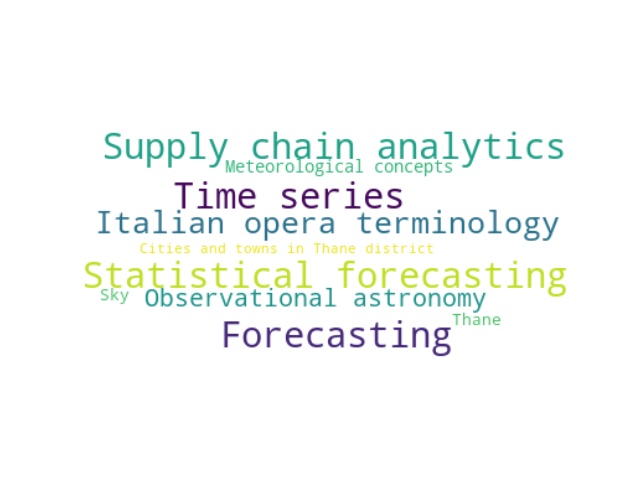 Supply chain analytics
Meteorological concepts
Time series
Italian opera terminology
Cities and towns in Thane district
Statistical forecasting
Sky
Observational astronomy
Thane
Forecasting